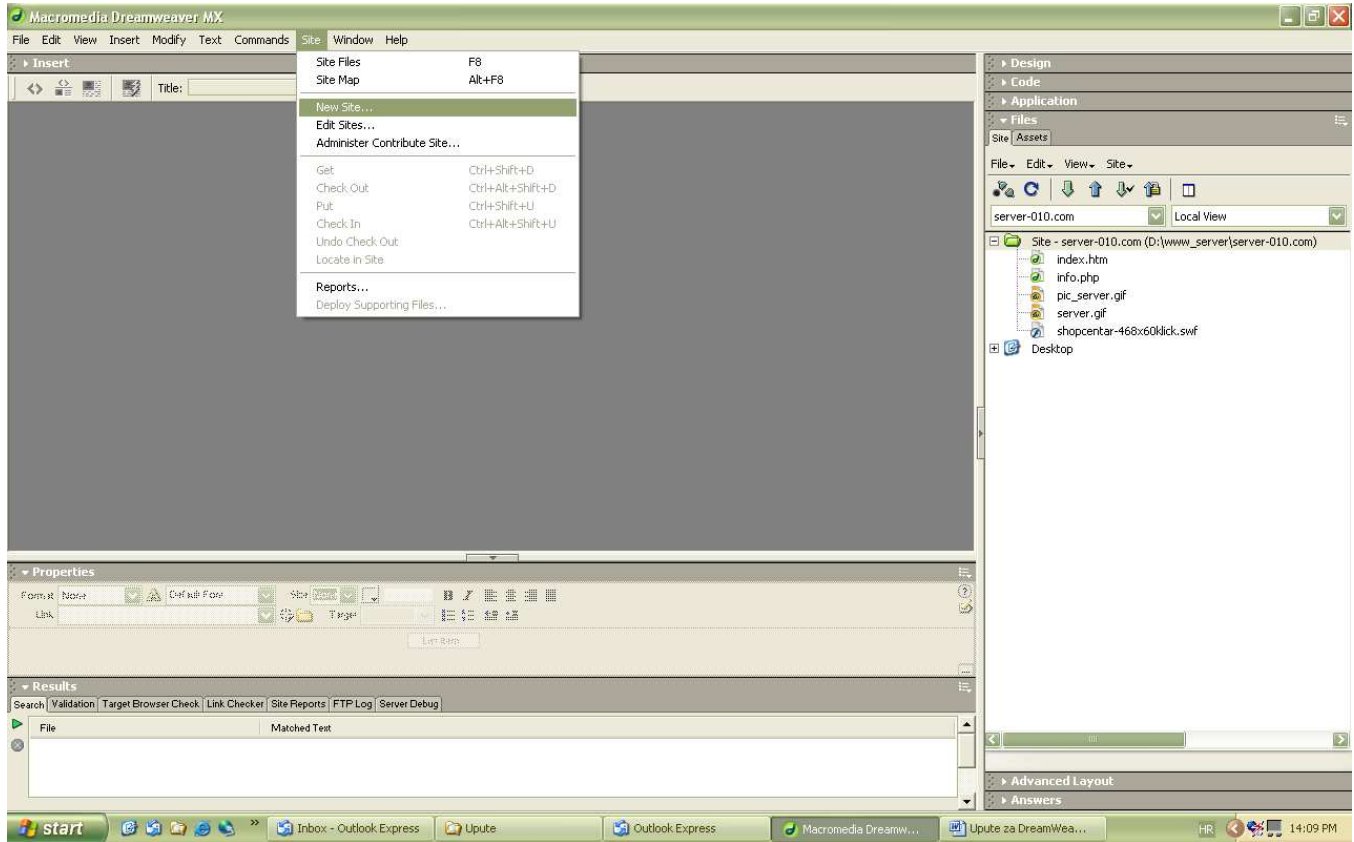 Macromedia Dreamweaver MX
File Edit View Insert Modify Text Commands Site Window Help
Insert
Title:
Site Files F8
Site Map Alt+F8
New Site...
Edit Sites...
Administer Contribute Site...
Get Ctrl+Shift+D
Check Out Ctrl+Alt+Shift+D
Put Ctrl+Shift+U
Check In Ctrl+Alt+Shift+U
Undo Check Out
Locate in Site
Reports...
Deploy Supporting Files...
Design
Code
Application
Files
Site Assets
File Edit View Site
server-010.com Local View
Site - server-010.com (D:\www_server\server-010.com)
index.htm
info.php
pic_server.gif
server.gif
shopcentar-468x60klick.swf
Desktop
Properties
Format None Default Font Size None B I
Link Target
List Item...
Results
Search Validation Target Browser Check Link Checker Site Reports FTP Log Server Debug
File Matched Text
Advanced Layout
Answers
start Inbox - Outlook Express Upute Outlook Express Macromedia Dreamw... Upute za DreamWea... HR 14:09 PM